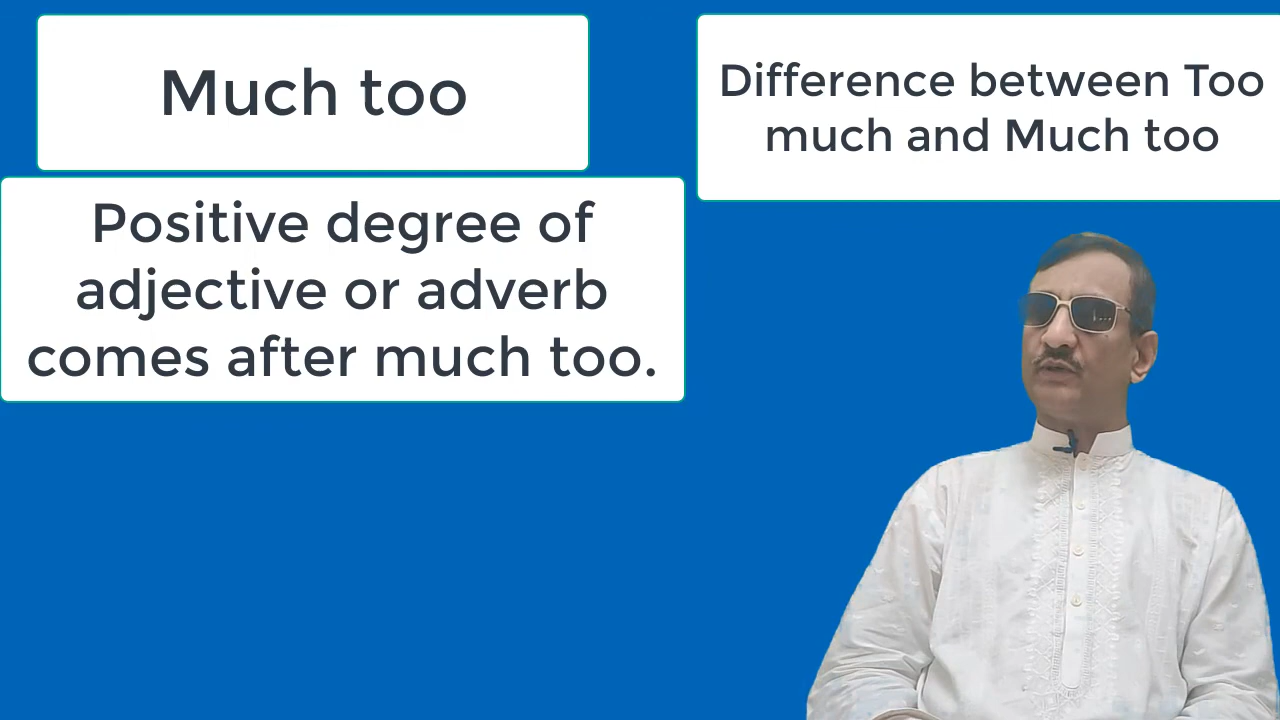 Much too
Difference between Too
much and Much too
Positive degree of
adjective or adverb
comes after much too.